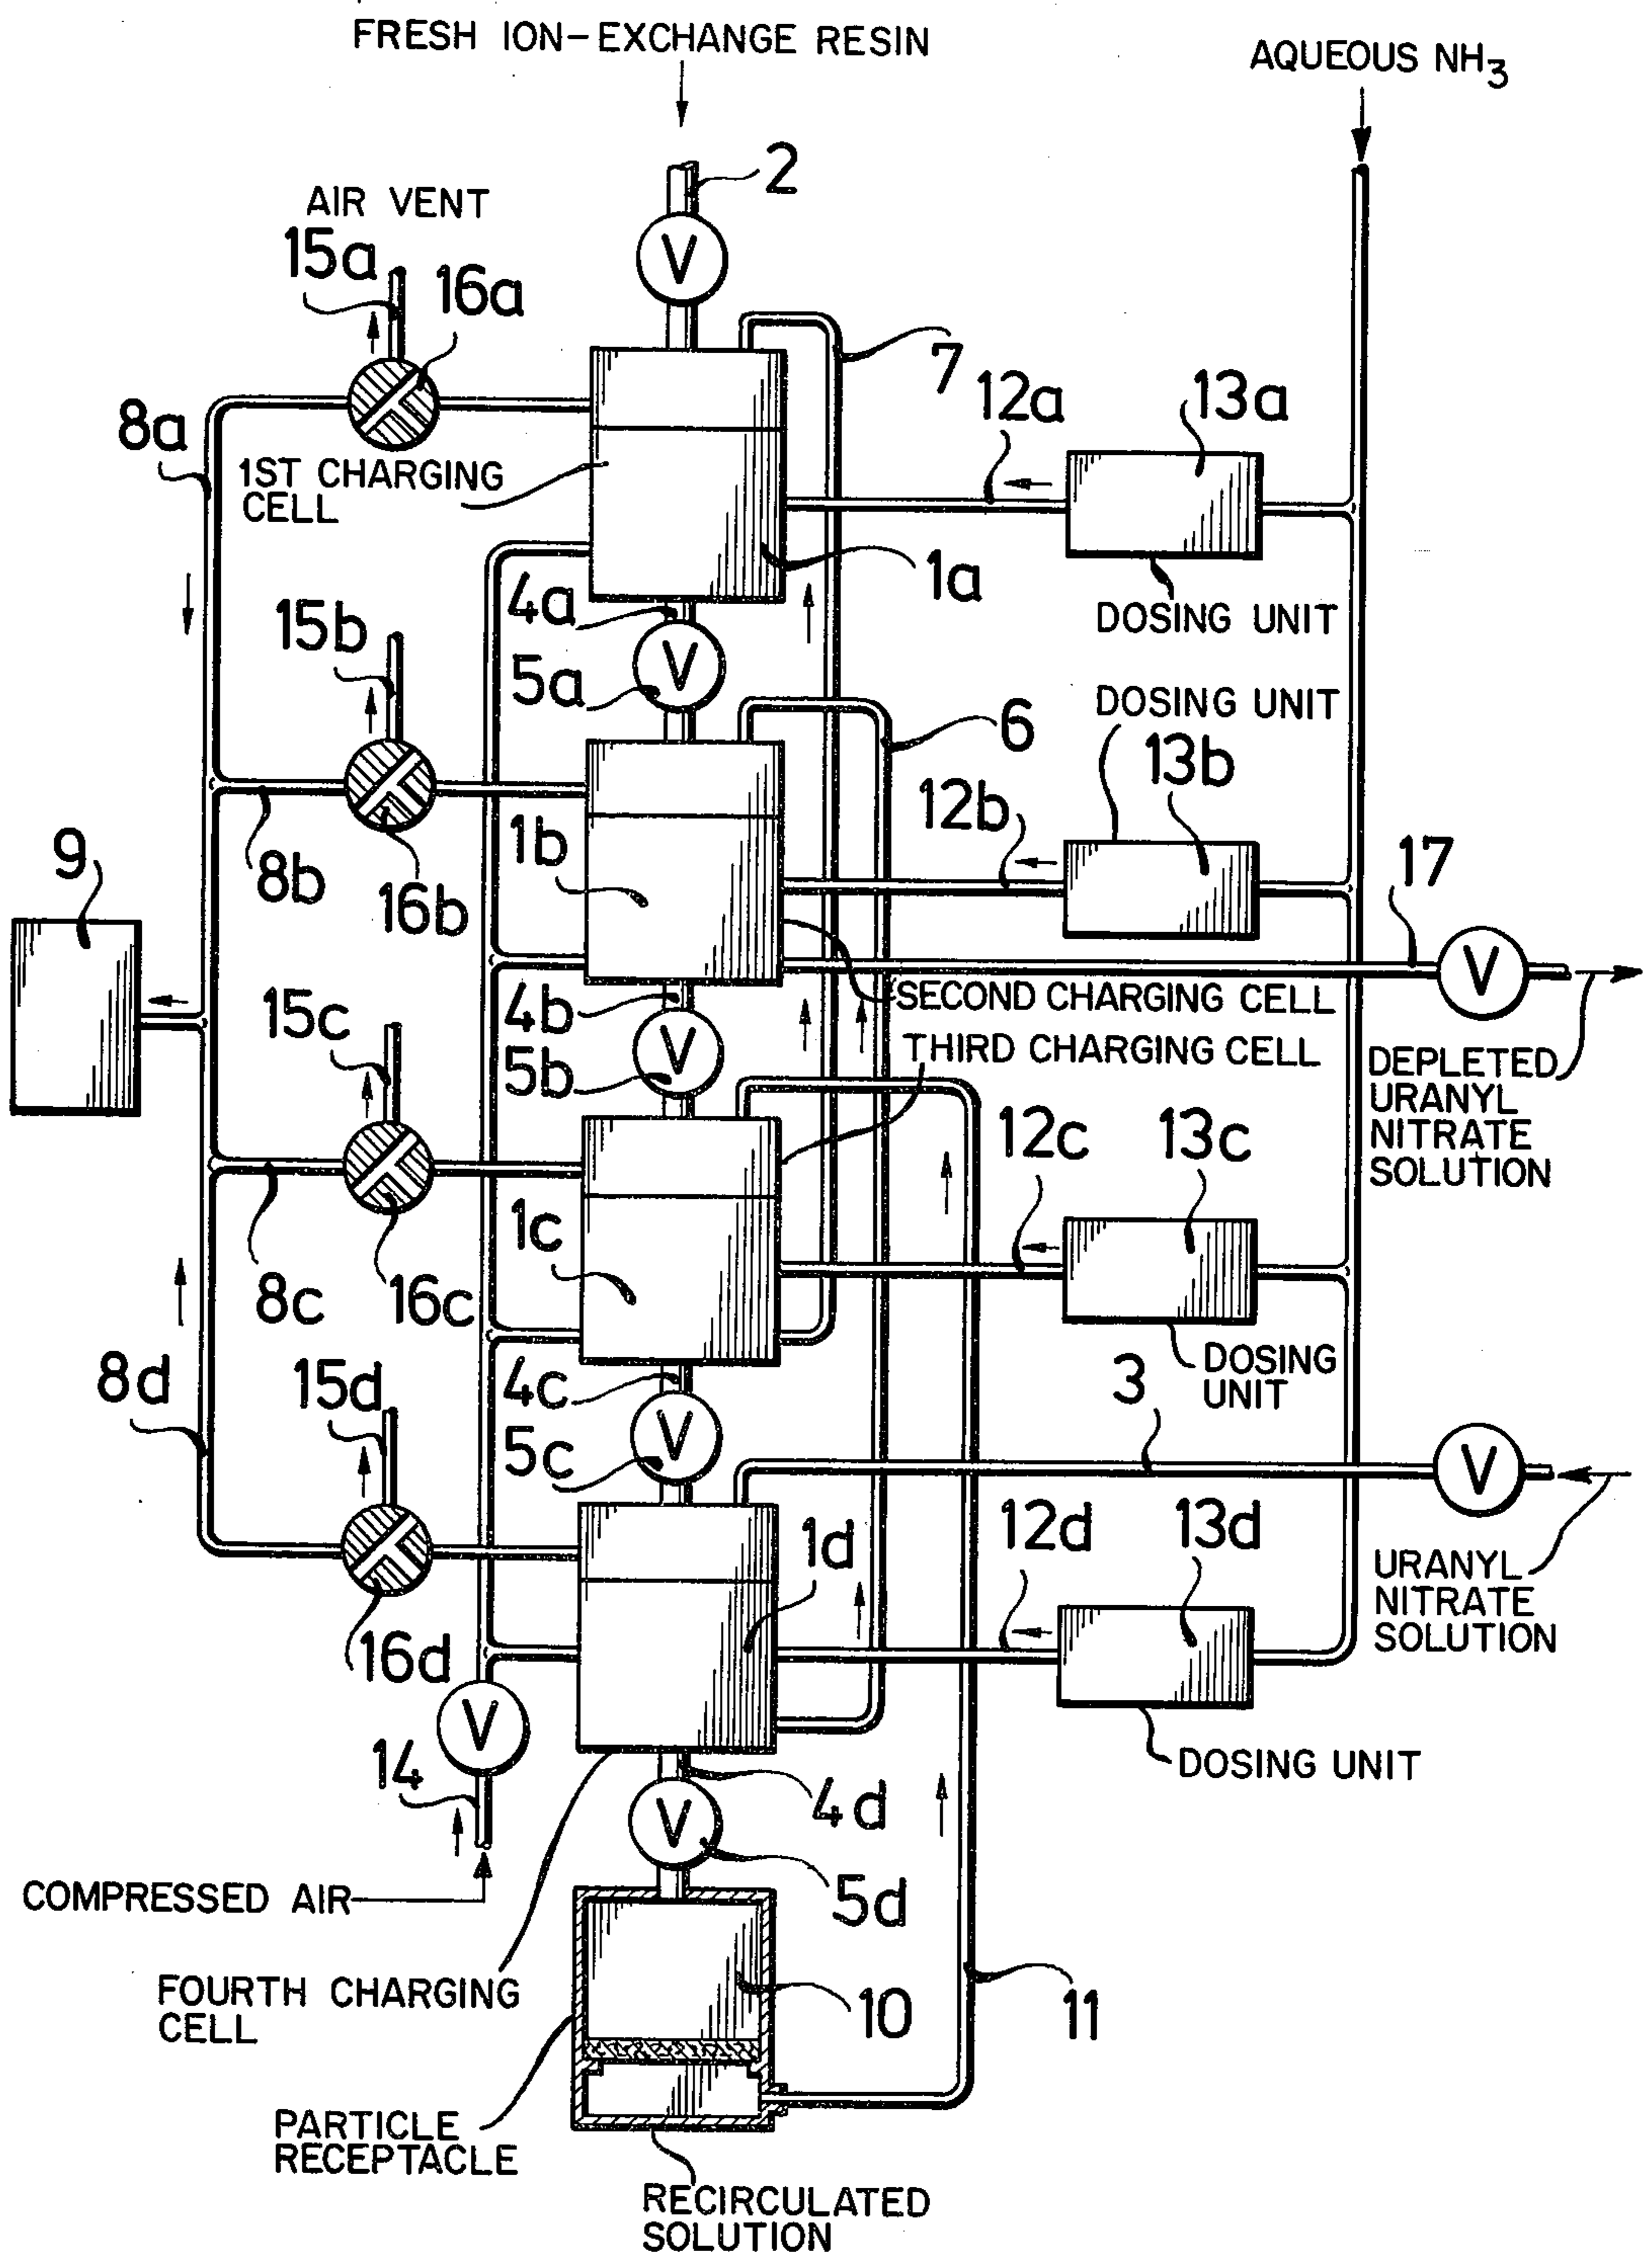 FRESH ION-EXCHANGE RESIN
AQUEOUS NH₃
2
V
AIR VENT
15a
16a
7
8a
12a
13a
1ST CHARGING
CELL
1a
4a
DOSING UNIT
15b
V
5a
DOSING UNIT
6
13b
12b
1b
9
8b
16b
17
V
4b
SECOND CHARGING CELL
15c
V
5b
THIRD CHARGING CELL
DEPLETED
URANYL
NITRATE
SOLUTION
12c
13c
1c
8c
16c
4c
DOSING
UNIT
3
8d
15d
V
5c
V
12d
13d
1d
URANYL
NITRATE
SOLUTION
16d
V
14
DOSING UNIT
4d
V
5d
COMPRESSED AIR
FOURTH CHARGING
CELL
10
11
PARTICLE
RECEPTACLE
RECIRCULATED
SOLUTION